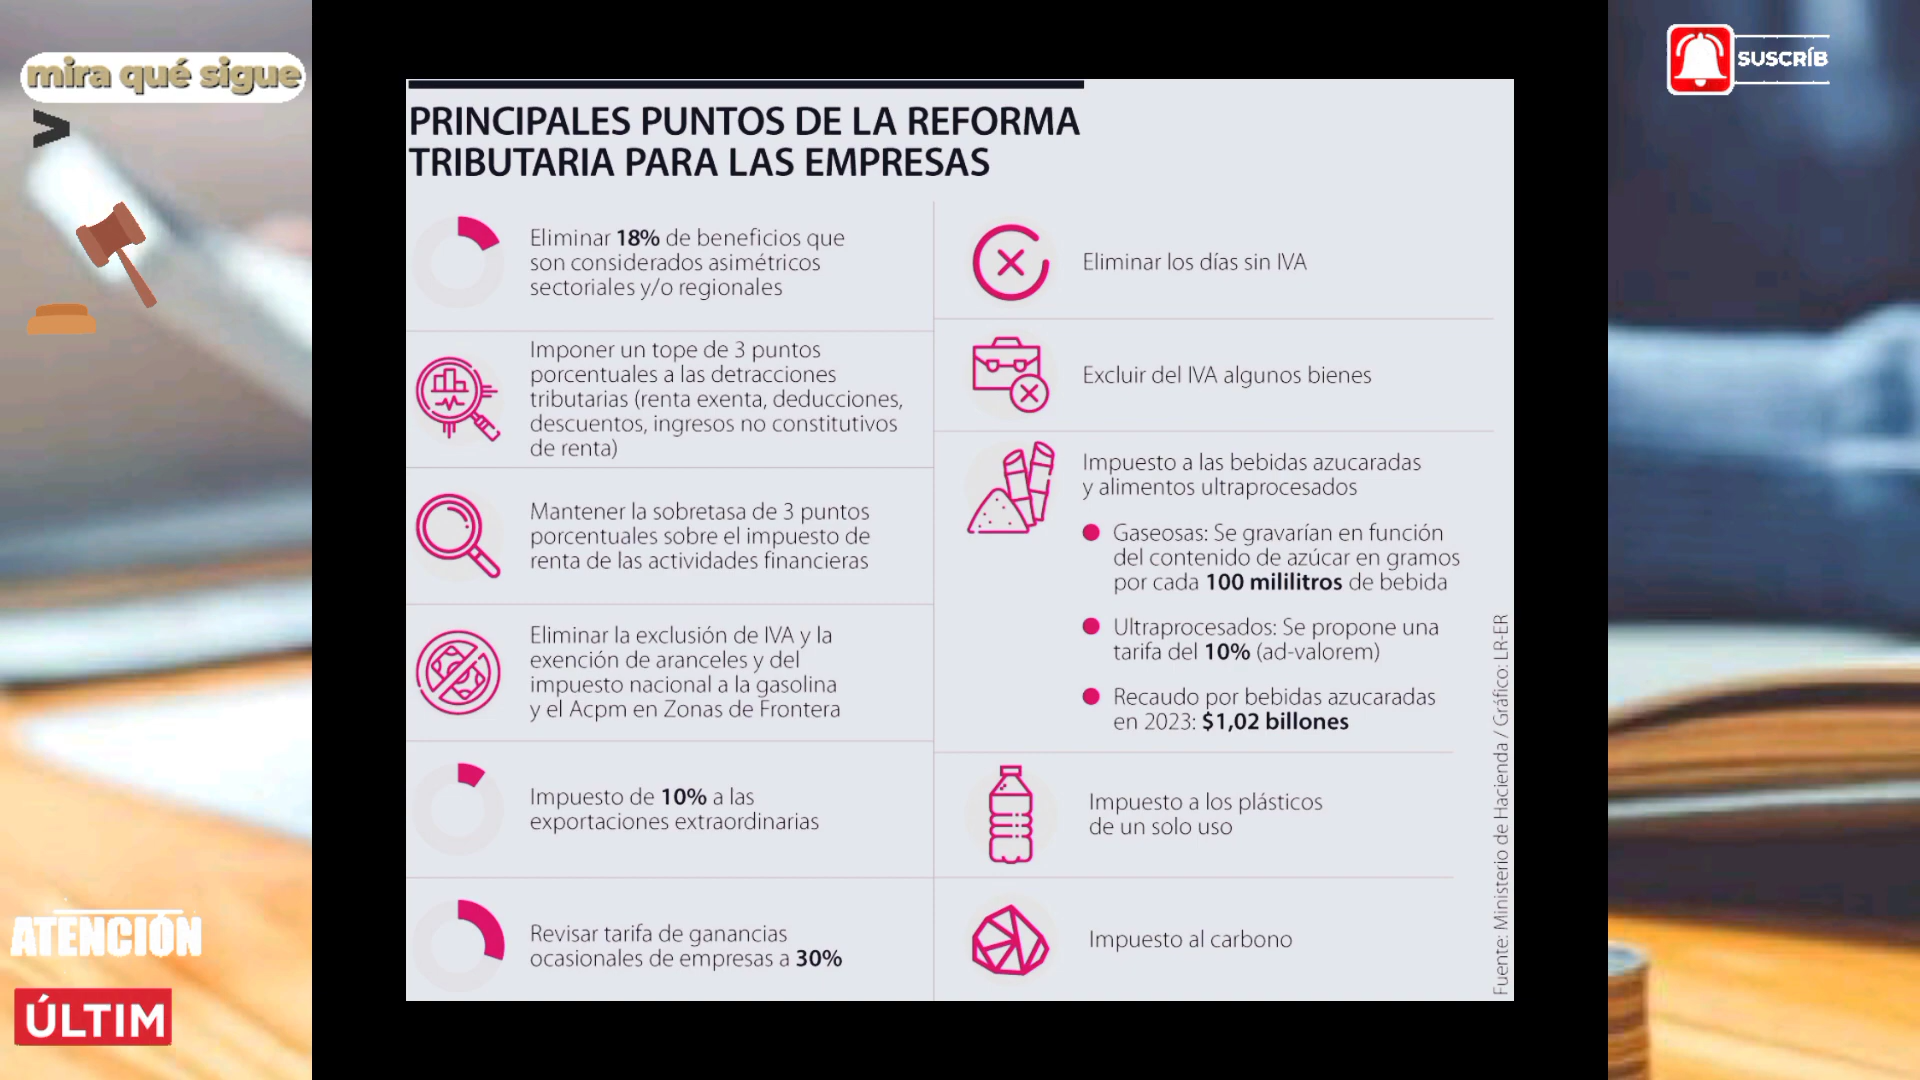 mira qué sigue
>
SUSCRÍB
PRINCIPALES PUNTOS DE LA REFORMA
TRIBUTARIA PARA LAS EMPRESAS
Eliminar 18% de beneficios que
son considerados asimétricos
sectoriales y/o regionales
Imponer un tope de 3 puntos
porcentuales a las detracciones
tributarias (renta exenta, deducciones,
descuentos, ingresos no constitutivos
de renta)
Mantener la sobretasa de 3 puntos
porcentuales sobre el impuesto de
renta de las actividades financieras
Eliminar la exclusión de IVA y la
exención de aranceles y del
impuesto nacional a la gasolina
y el Acpm en Zonas de Frontera
Impuesto de 10% a las
exportaciones extraordinarias
Revisar tarifa de ganancias
ocasionales de empresas a 30%
Eliminar los días sin IVA
Excluir del IVA algunos bienes
Impuesto a las bebidas azucaradas
y alimentos ultraprocesados
Gaseosas: Se gravarían en función
del contenido de azúcar en gramos
por cada 100 mililitros de bebida
Ultraprocesados: Se propone una
tarifa del 10% (ad-valorem)
Recaudo por bebidas azucaradas
en 2023: $1,02 billones
Impuesto a los plásticos
de un solo uso
Impuesto al carbono
Fuente: Ministerio de Hacienda / Gráfico: LR-ER
ATENCIÓN
ÚLTIM